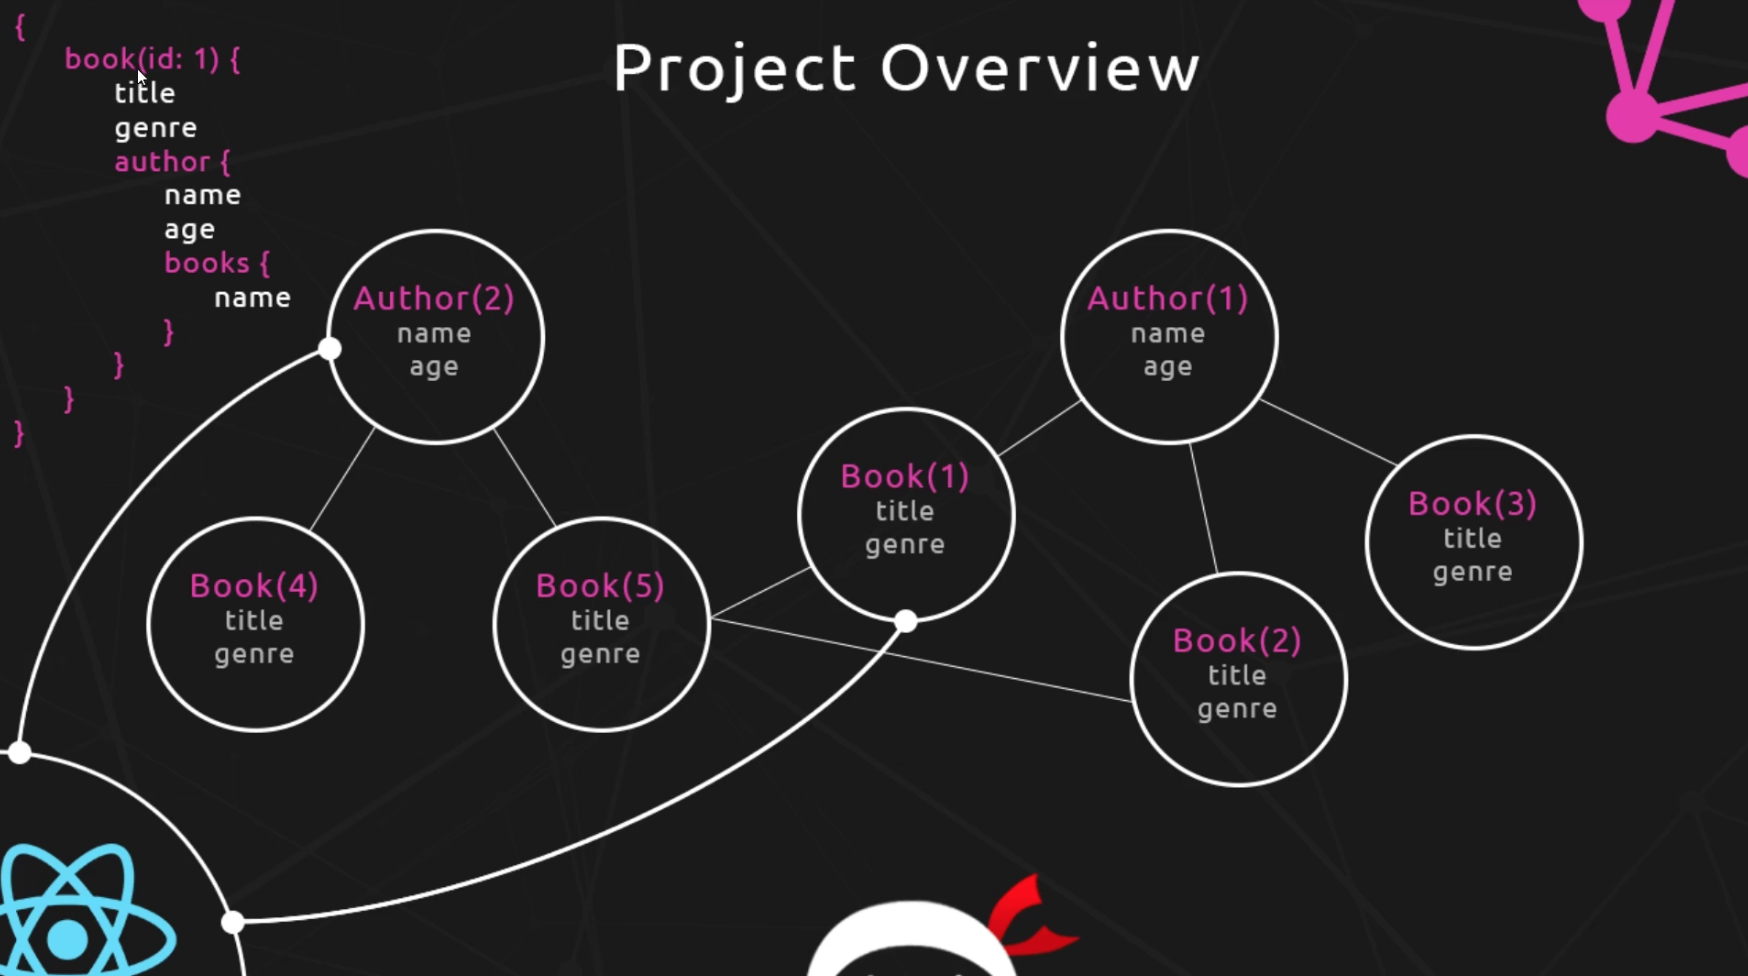 {
book(id: 1) {
title
genre
author {
name
age
books {
name
}
}
}
}
Project Overview
Author(2)
name
age
Author(1)
name
age
Book(4)
title
genre
Book(5)
title
genre
Book(1)
title
genre
Book(2)
title
genre
Book(3)
title
genre